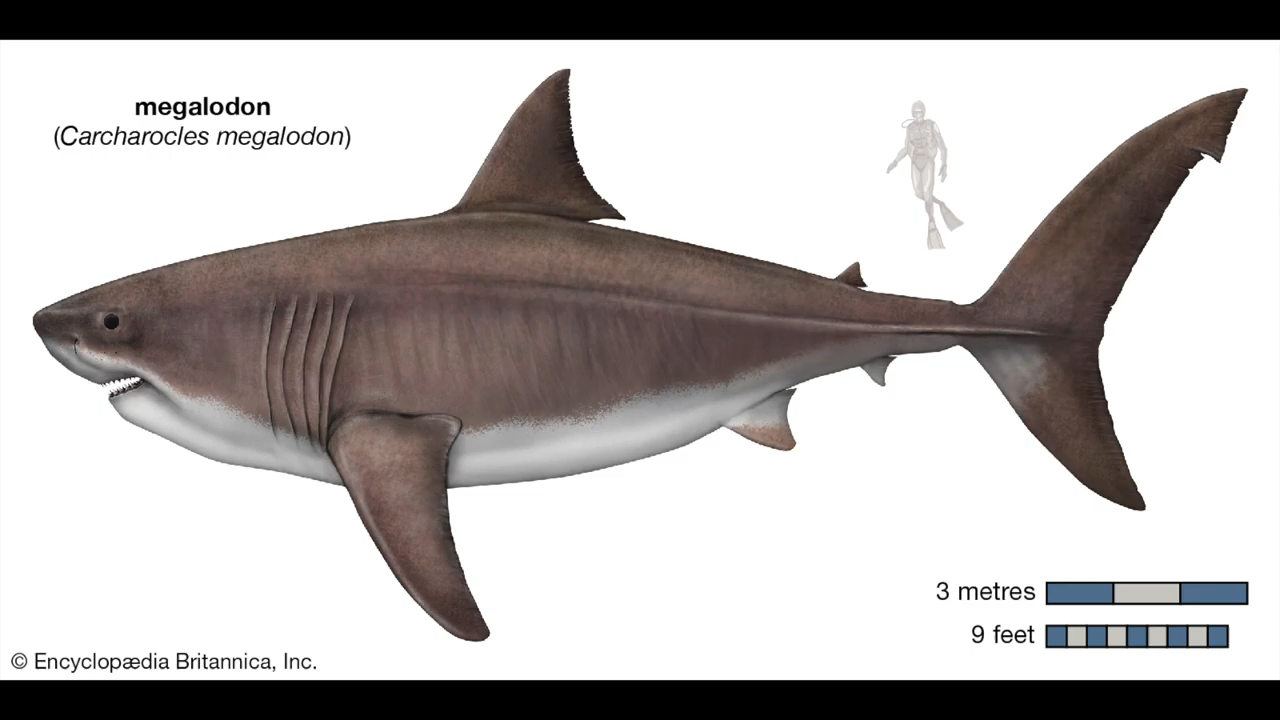 megalodon
(Carcharocles megalodon)
3 metres
9 feet
© Encyclopædia Britannica, Inc.